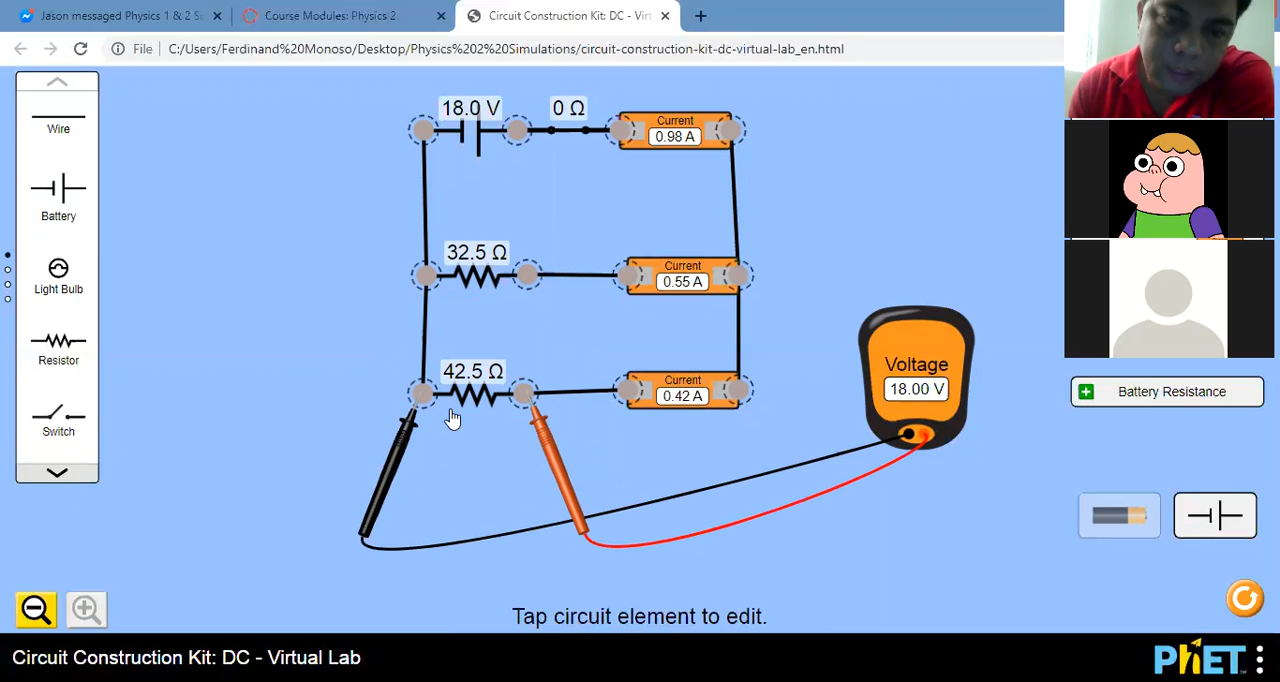 Jason messaged Physics 1 & 2 Se
Course Modules: Physics 2
Circuit Construction Kit: DC - Virt
File
C:/Users/Ferdinand%20Monoso/Desktop/Physics%202%20Simulations/circuit-construction-kit-dc-virtual-lab_en.html
Wire
Battery
Light Bulb
Resistor
Switch
18.0 V
0 Ω
Current
0.98 A
32.5 Ω
Current
0.55 A
42.5 Ω
Current
0.42 A
Voltage
18.00 V
Battery Resistance
Tap circuit element to edit.
Circuit Construction Kit: DC - Virtual Lab
PhET